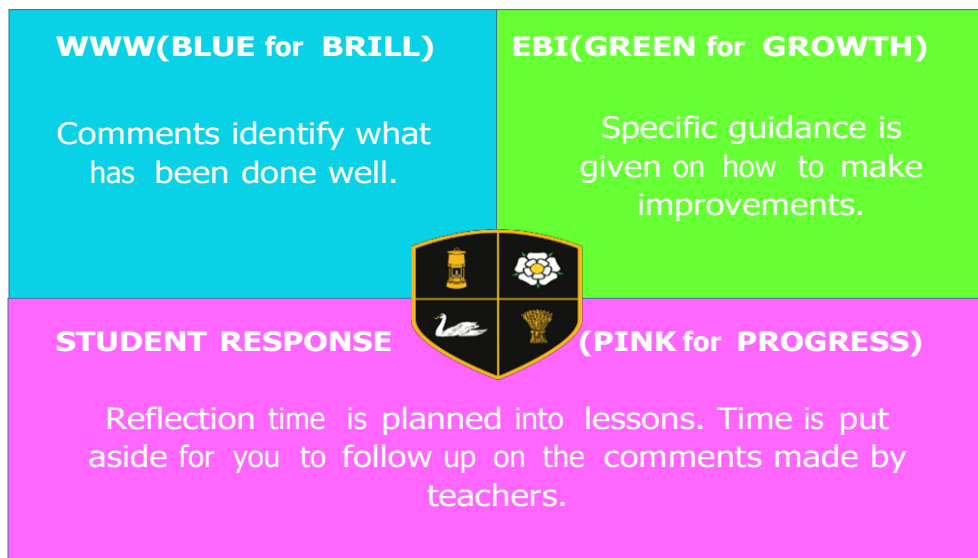 WWW(BLUE for BRILL)
Comments identify what
has been done well.
EBI(GREEN for GROWTH)
Specific guidance is
given on how to make
improvements.
STUDENT RESPONSE (PINK for PROGRESS)
Reflection time is planned into lessons. Time is put
aside for you to follow up on the comments made by
teachers.